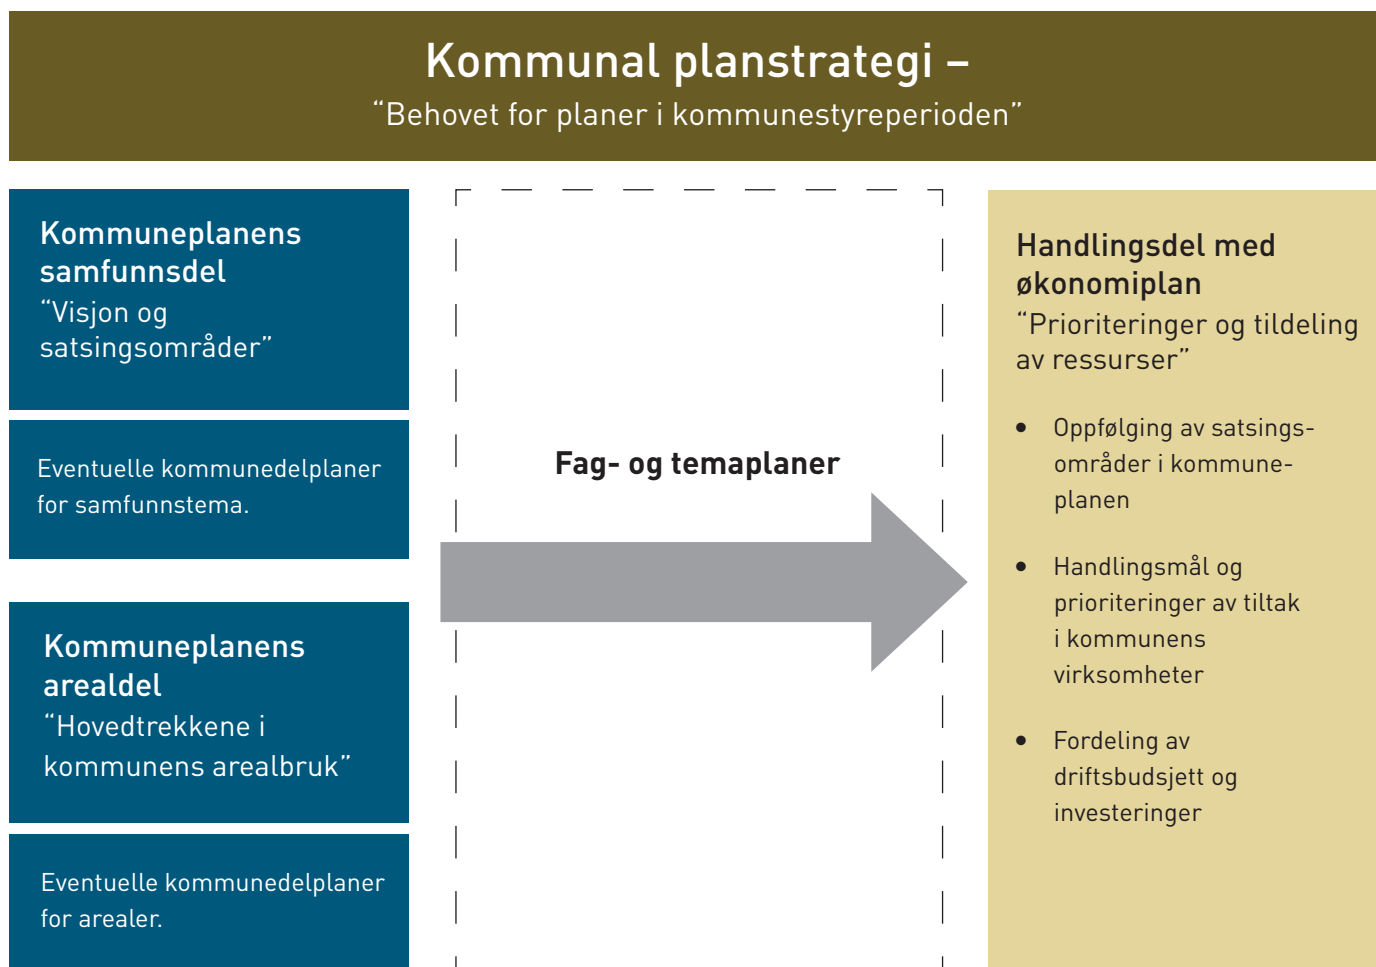 Kommunal planstrategi –
“Behovet for planer i kommunestyreperioden”
Kommuneplanens
samfunnsdel
“Visjon og
satsingsområder”
Eventuelle kommunedelplaner
for samfunnstema.
Kommuneplanens
arealdel
“Hovedtrekkene i
kommunens arealbruk”
Eventuelle kommunedelplaner
for arealer.
Fag- og temaplaner
Handlingsdel med
økonomiplan
“Prioriteringer og tildeling
av ressurser”
• Oppfølging av satsings-
områder i kommune-
planen
• Handlingsmål og
prioriteringer av tiltak
i kommunens
virksomheter
• Fordeling av
driftsbudsjett og
investeringer